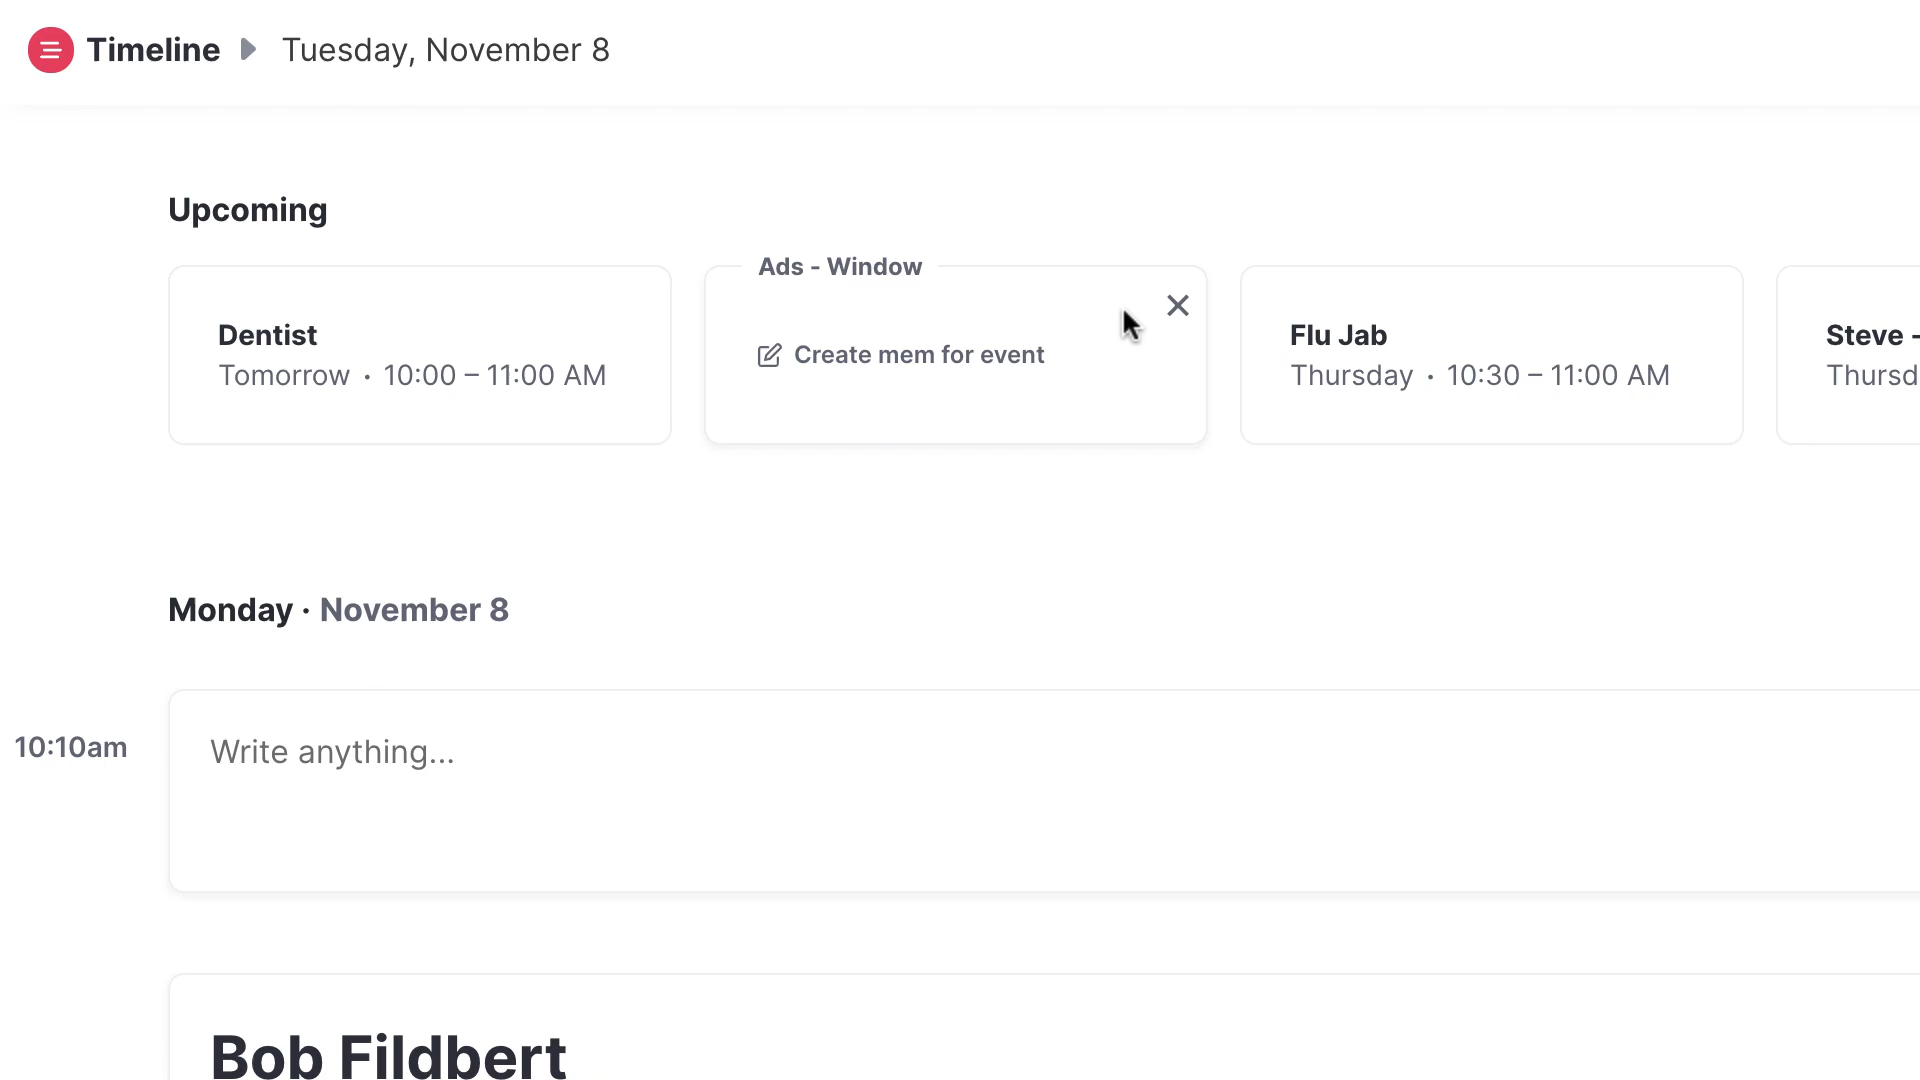 Timeline Tuesday, November 8
Upcoming
Ads - Window
Dentist
Tomorrow • 10:00 – 11:00 AM
Create mem for event
Flu Jab
Thursday • 10:30 – 11:00 AM
Steve -
Thursd
Monday · November 8
10:10am
Write anything...
Bob Fildbert